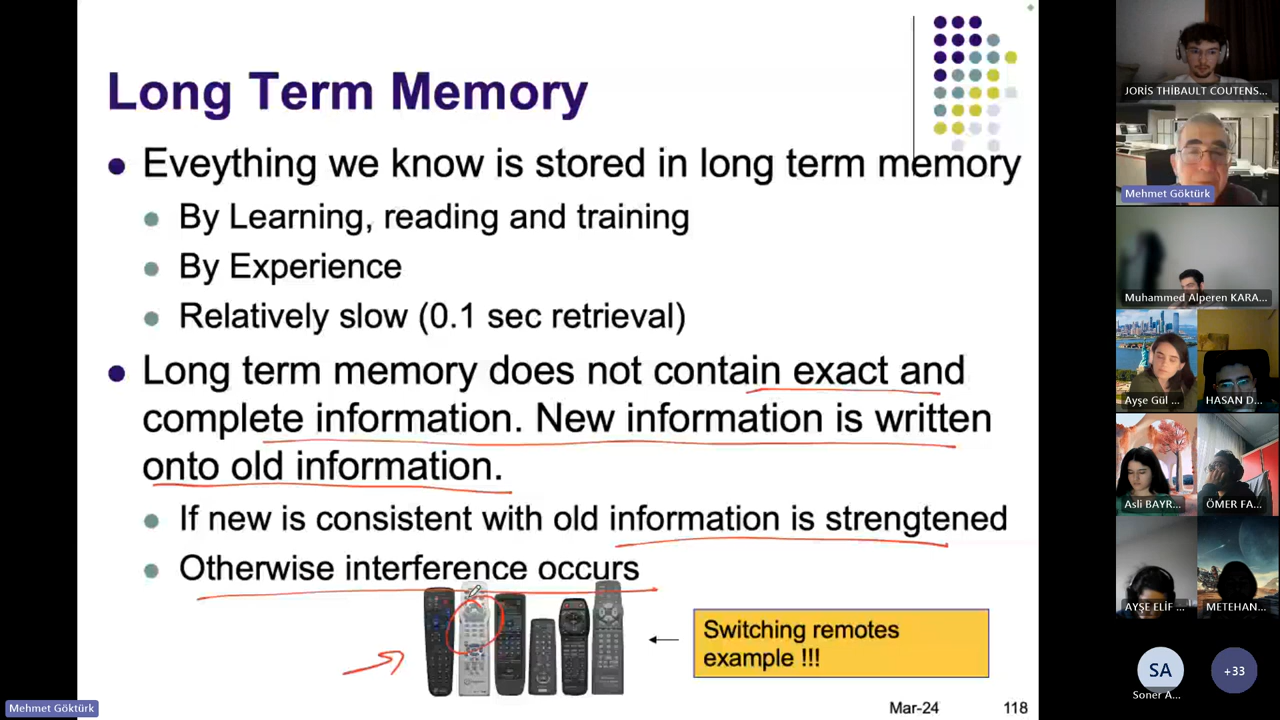 Long Term Memory
Eveything we know is stored in long term memory
By Learning, reading and training
By Experience
Relatively slow (0.1 sec retrieval)
Long term memory does not contain exact and
complete information. New information is written
onto old information.
If new is consistent with old information is strengtened
Otherwise interference occurs
Switching remotes
example !!!
Mar-24
118
Mehmet Göktürk
JORİS THİBAULT COUTENS...
Mehmet Göktürk
Muhammed Alperen KARA...
Ayşe Gül ...
HASAN D...
Asli BAYR...
ÖMER FA...
AYŞE ELİF ...
METEHAN...
SA
+33
Soner A...